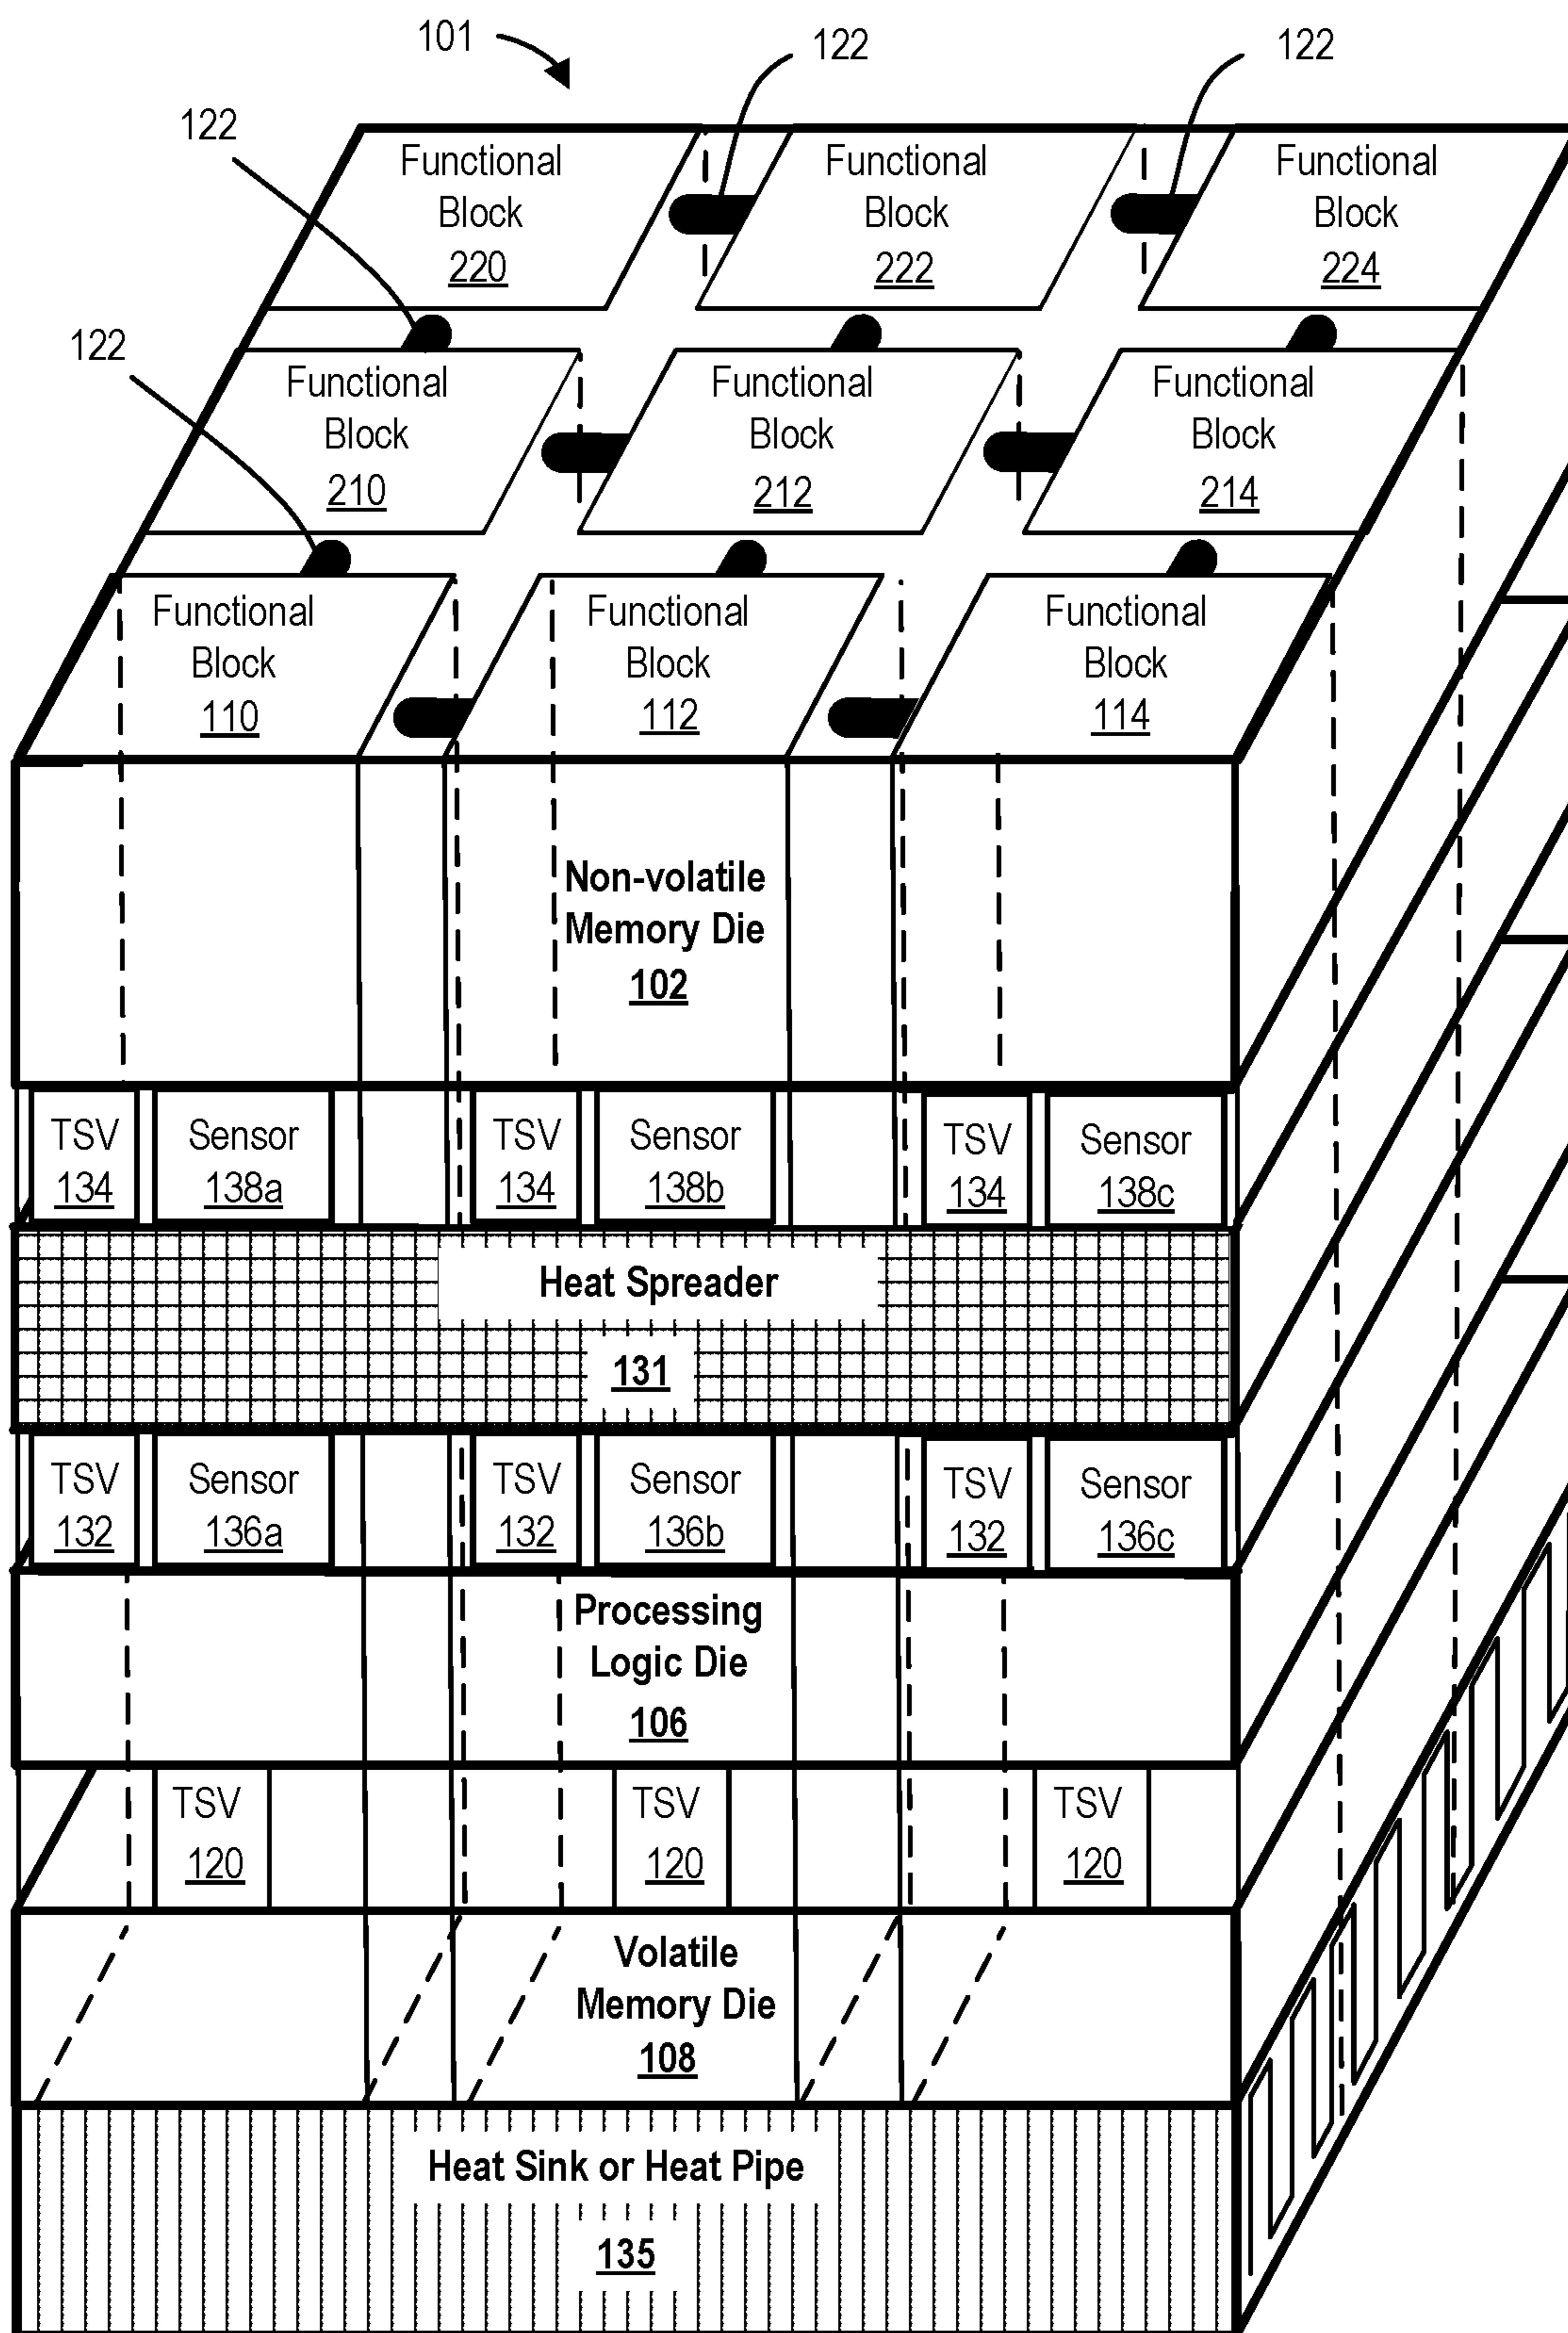 101
122
122
122
122
Functional
Block
220
Functional
Block
222
Functional
Block
224
Functional
Block
210
Functional
Block
212
Functional
Block
214
Functional
Block
110
Functional
Block
112
Functional
Block
114
Non-volatile
Memory Die
102
TSV
134
Sensor
138a
TSV
134
Sensor
138b
TSV
134
Sensor
138c
Heat Spreader
131
TSV
132
Sensor
136a
TSV
132
Sensor
136b
TSV
132
Sensor
136c
Processing
Logic Die
106
TSV
120
TSV
120
TSV
120
Volatile
Memory Die
108
Heat Sink or Heat Pipe
135